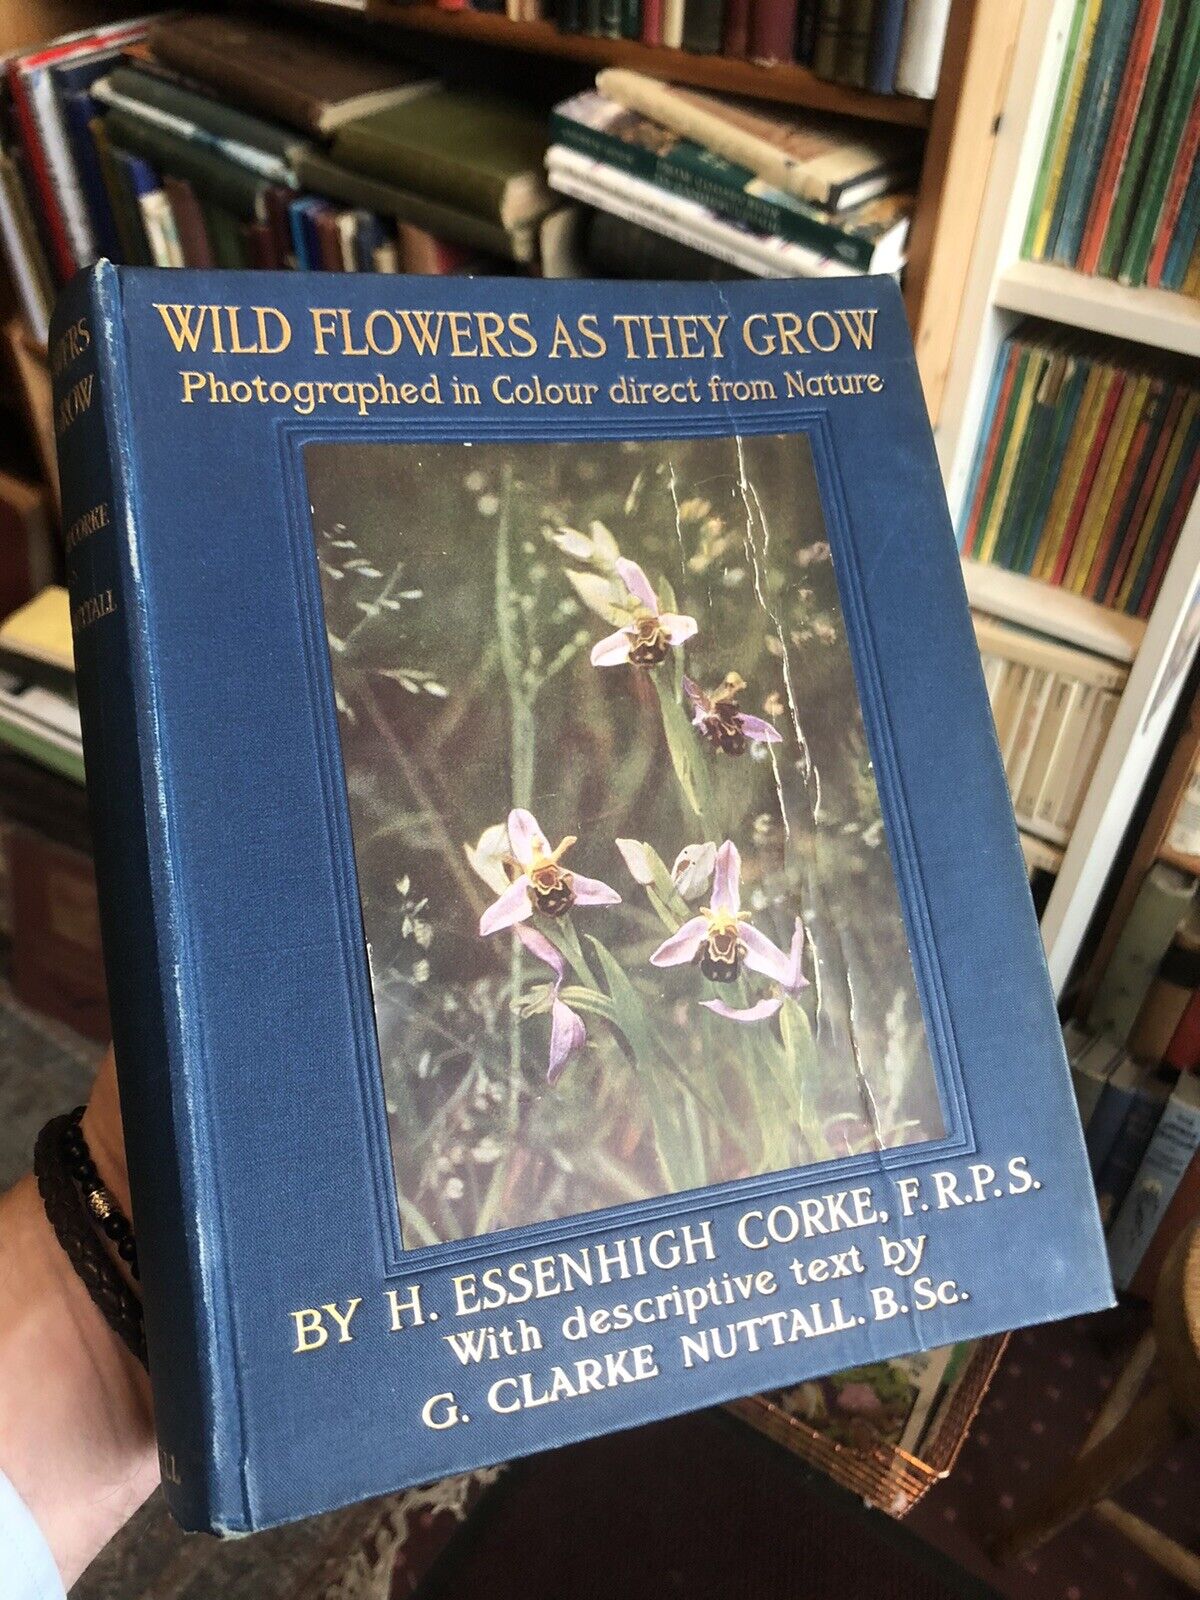 WILD FLOWERS AS THEY GROW
Photographed in Colour direct from Nature
BY H. ESSENHIGH CORKE, F.R.P.S.
With descriptive text by
G. CLARKE NUTTALL. B.Sc.
CORKE